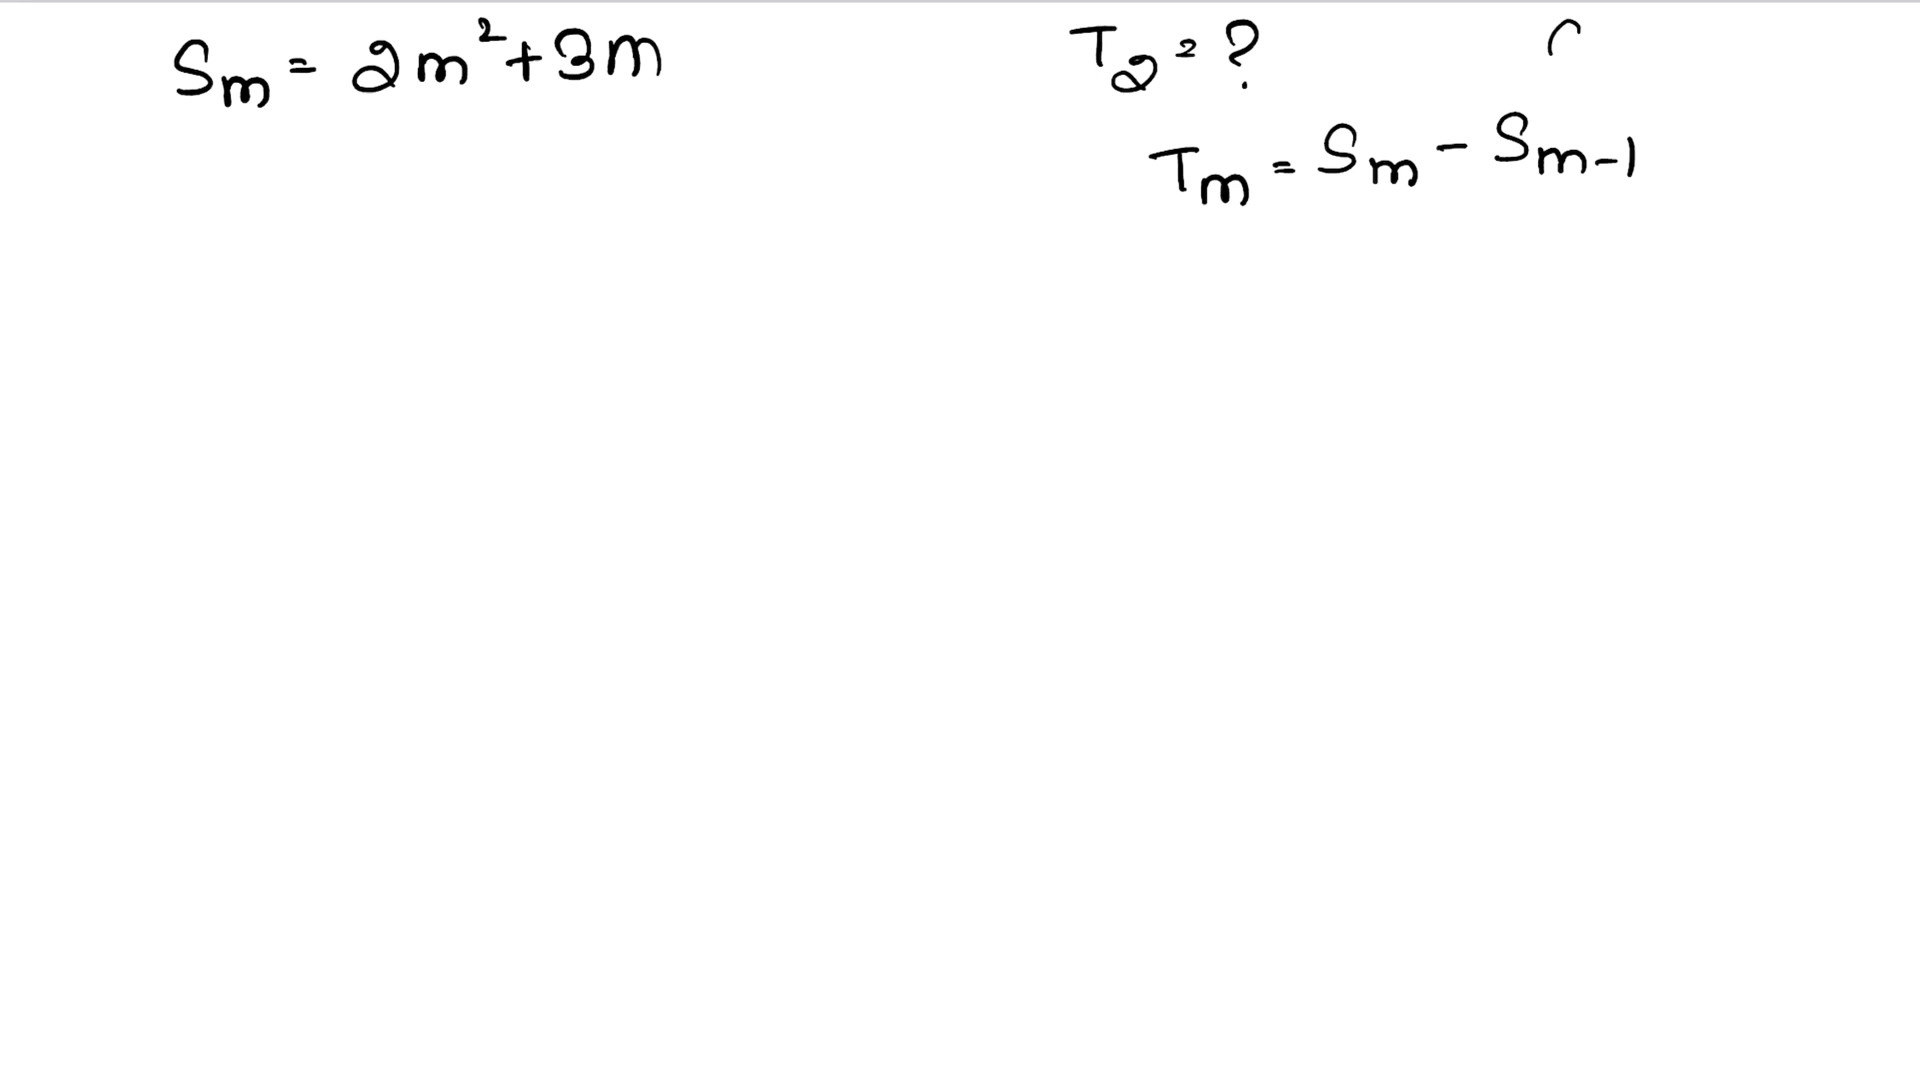 Sm = 2m²+3m
T2 = ?
Tm = Sm - Sm-1